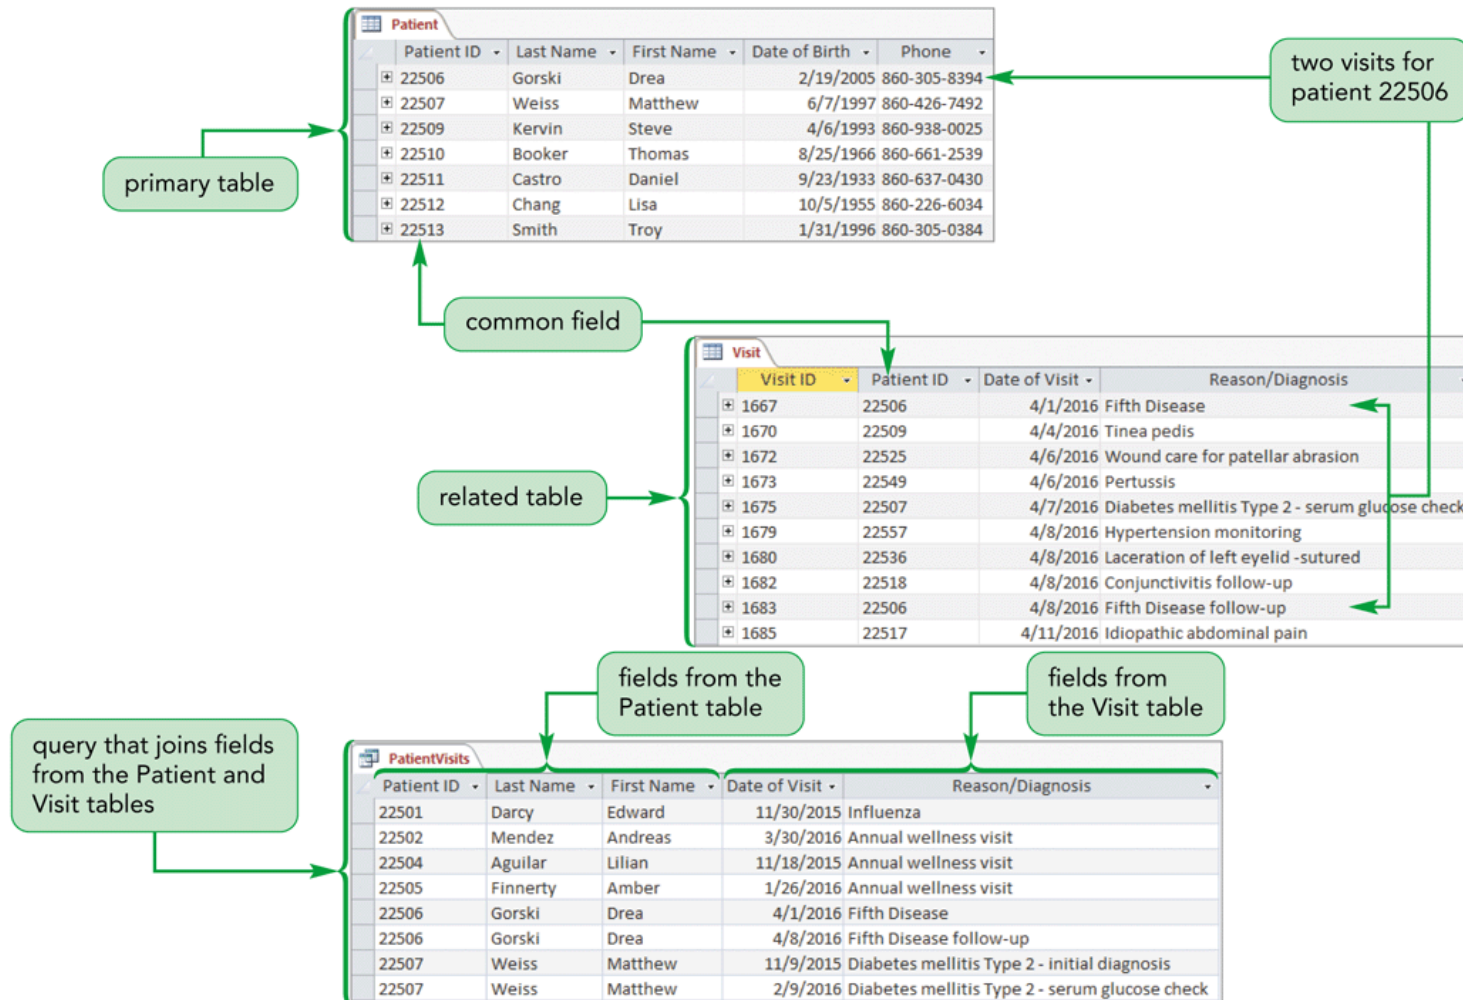 Patient
Patient ID Last Name First Name Date of Birth Phone
22506 Gorski Drea 2/19/2005 860-305-8394
22507 Weiss Matthew 6/7/1997 860-426-7492
22509 Kervin Steve 4/6/1993 860-938-0025
22510 Booker Thomas 8/25/1966 860-661-2539
22511 Castro Daniel 9/23/1933 860-637-0430
22512 Chang Lisa 10/5/1955 860-226-6034
22513 Smith Troy 1/31/1996 860-305-0384
two visits for
patient 22506
primary table
common field
Visit
Visit ID Patient ID Date of Visit Reason/Diagnosis
1667 22506 4/1/2016 Fifth Disease
1670 22509 4/4/2016 Tinea pedis
1672 22525 4/6/2016 Wound care for patellar abrasion
1673 22549 4/6/2016 Pertussis
1675 22507 4/7/2016 Diabetes mellitis Type 2 - serum glucose check
1679 22557 4/8/2016 Hypertension monitoring
1680 22536 4/8/2016 Laceration of left eyelid -sutured
1682 22518 4/8/2016 Conjunctivitis follow-up
1683 22506 4/8/2016 Fifth Disease follow-up
1685 22517 4/11/2016 Idiopathic abdominal pain
related table
fields from the
Patient table
fields from
the Visit table
query that joins fields
from the Patient and
Visit tables
PatientVisits
Patient ID Last Name First Name Date of Visit Reason/Diagnosis
22501 Darcy Edward 11/30/2015 Influenza
22502 Mendez Andreas 3/30/2016 Annual wellness visit
22504 Aguilar Lilian 11/18/2015 Annual wellness visit
22505 Finnerty Amber 1/26/2016 Annual wellness visit
22506 Gorski Drea 4/1/2016 Fifth Disease
22506 Gorski Drea 4/8/2016 Fifth Disease follow-up
22507 Weiss Matthew 11/9/2015 Diabetes mellitis Type 2 - initial diagnosis
22507 Weiss Matthew 2/9/2016 Diabetes mellitis Type 2 - serum glucose check